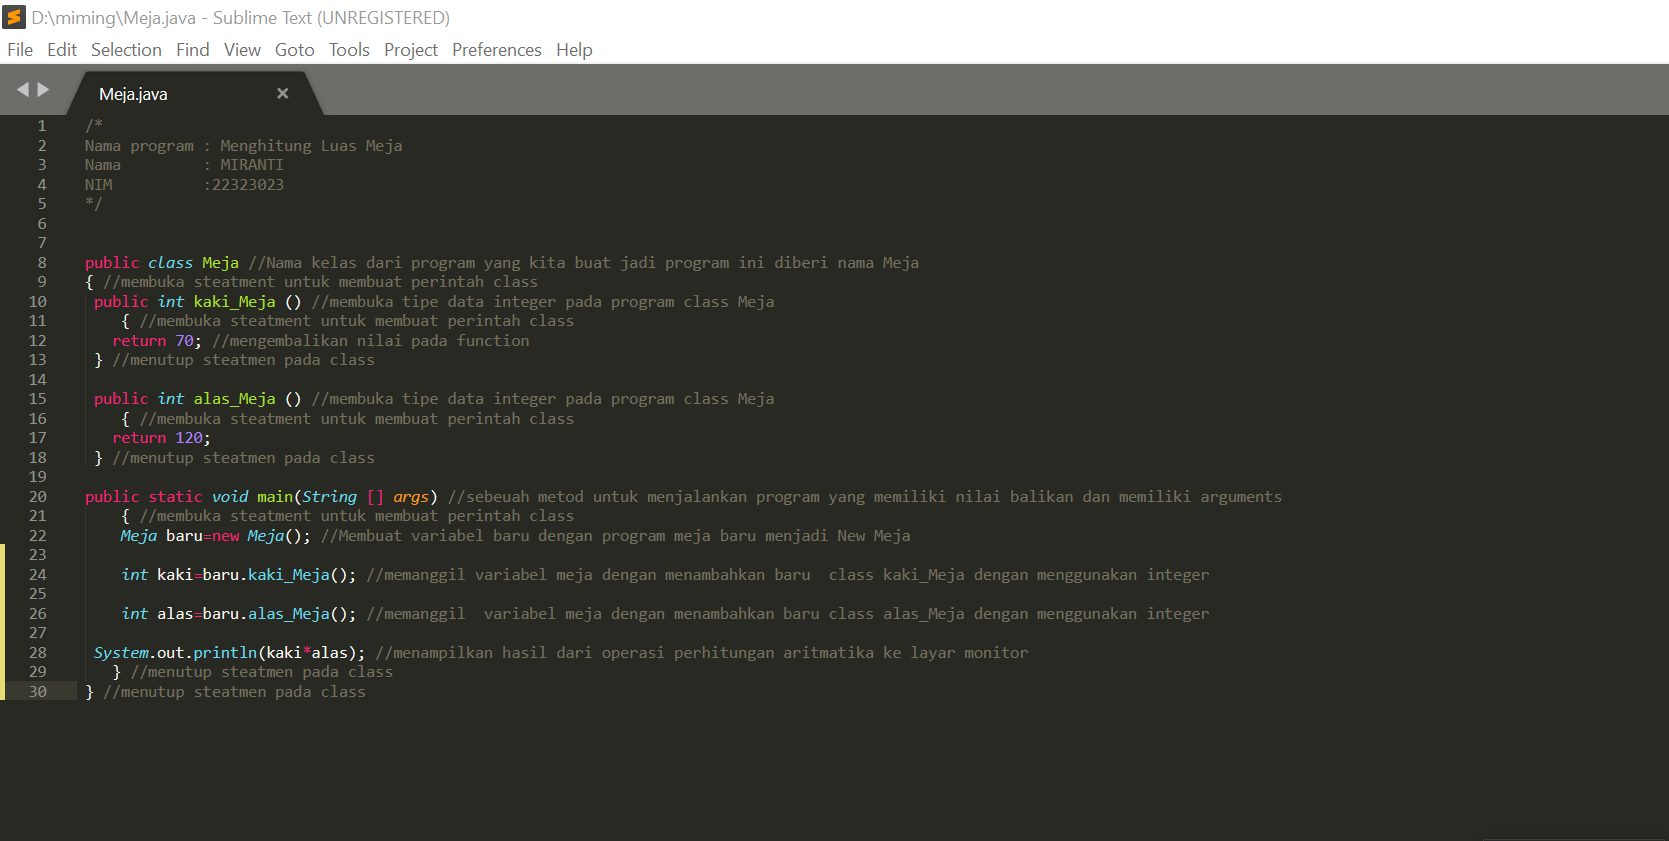 D:\miming\Meja.java - Sublime Text (UNREGISTERED)
File Edit Selection Find View Goto Tools Project Preferences Help
Meja.java
1 /*
2 Nama program : Menghitung Luas Meja
3 Nama         : MIRANTI
4 NIM          :22323023
5 */
6
7
8 public class Meja //Nama kelas dari program yang kita buat jadi program ini diberi nama Meja
9 { //membuka steatment untuk membuat perintah class
10  public int kaki_Meja () //membuka tipe data integer pada program class Meja
11     { //membuka steatment untuk membuat perintah class
12    return 70; //mengembalikan nilai pada function
13  } //menutup steatmen pada class
14
15  public int alas_Meja () //membuka tipe data integer pada program class Meja
16     { //membuka steatment untuk membuat perintah class
17    return 120;
18  } //menutup steatmen pada class
19
20 public static void main(String [] args) //sebeuah metod untuk menjalankan program yang memiliki nilai balikan dan memiliki arguments
21     { //membuka steatment untuk membuat perintah class
22     Meja baru=new Meja(); //Membuat variabel baru dengan program meja baru menjadi New Meja
23
24     int kaki=baru.kaki_Meja(); //memanggil variabel meja dengan menambahkan baru  class kaki_Meja dengan menggunakan integer
25
26     int alas=baru.alas_Meja(); //memanggil  variabel meja dengan menambahkan baru class alas_Meja dengan menggunakan integer
27
28  System.out.println(kaki*alas); //menampilkan hasil dari operasi perhitungan aritmatika ke layar monitor
29    } //menutup steatmen pada class
30 } //menutup steatmen pada class